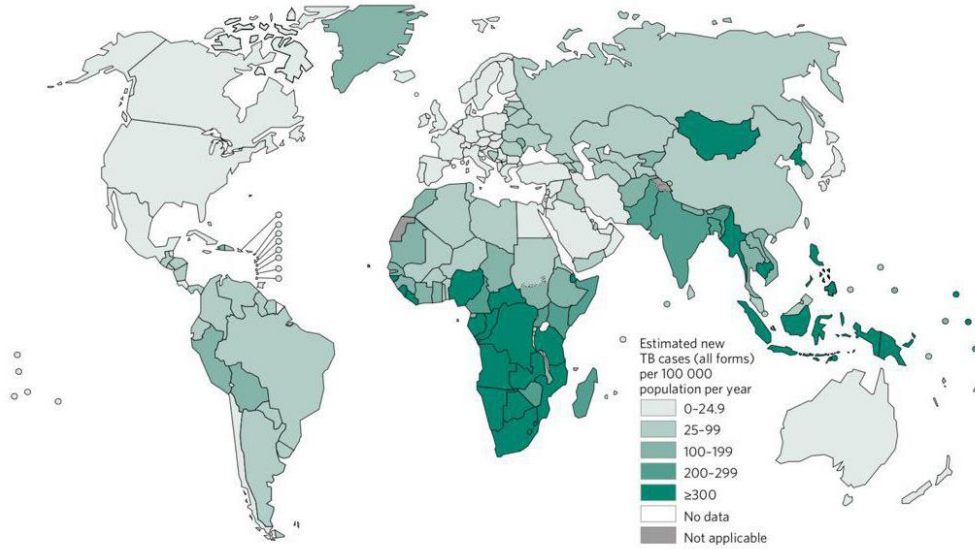 Estimated new
TB cases (all forms)
per 100 000
population per year
0–24.9
25–99
100–199
200–299
≥300
No data
Not applicable